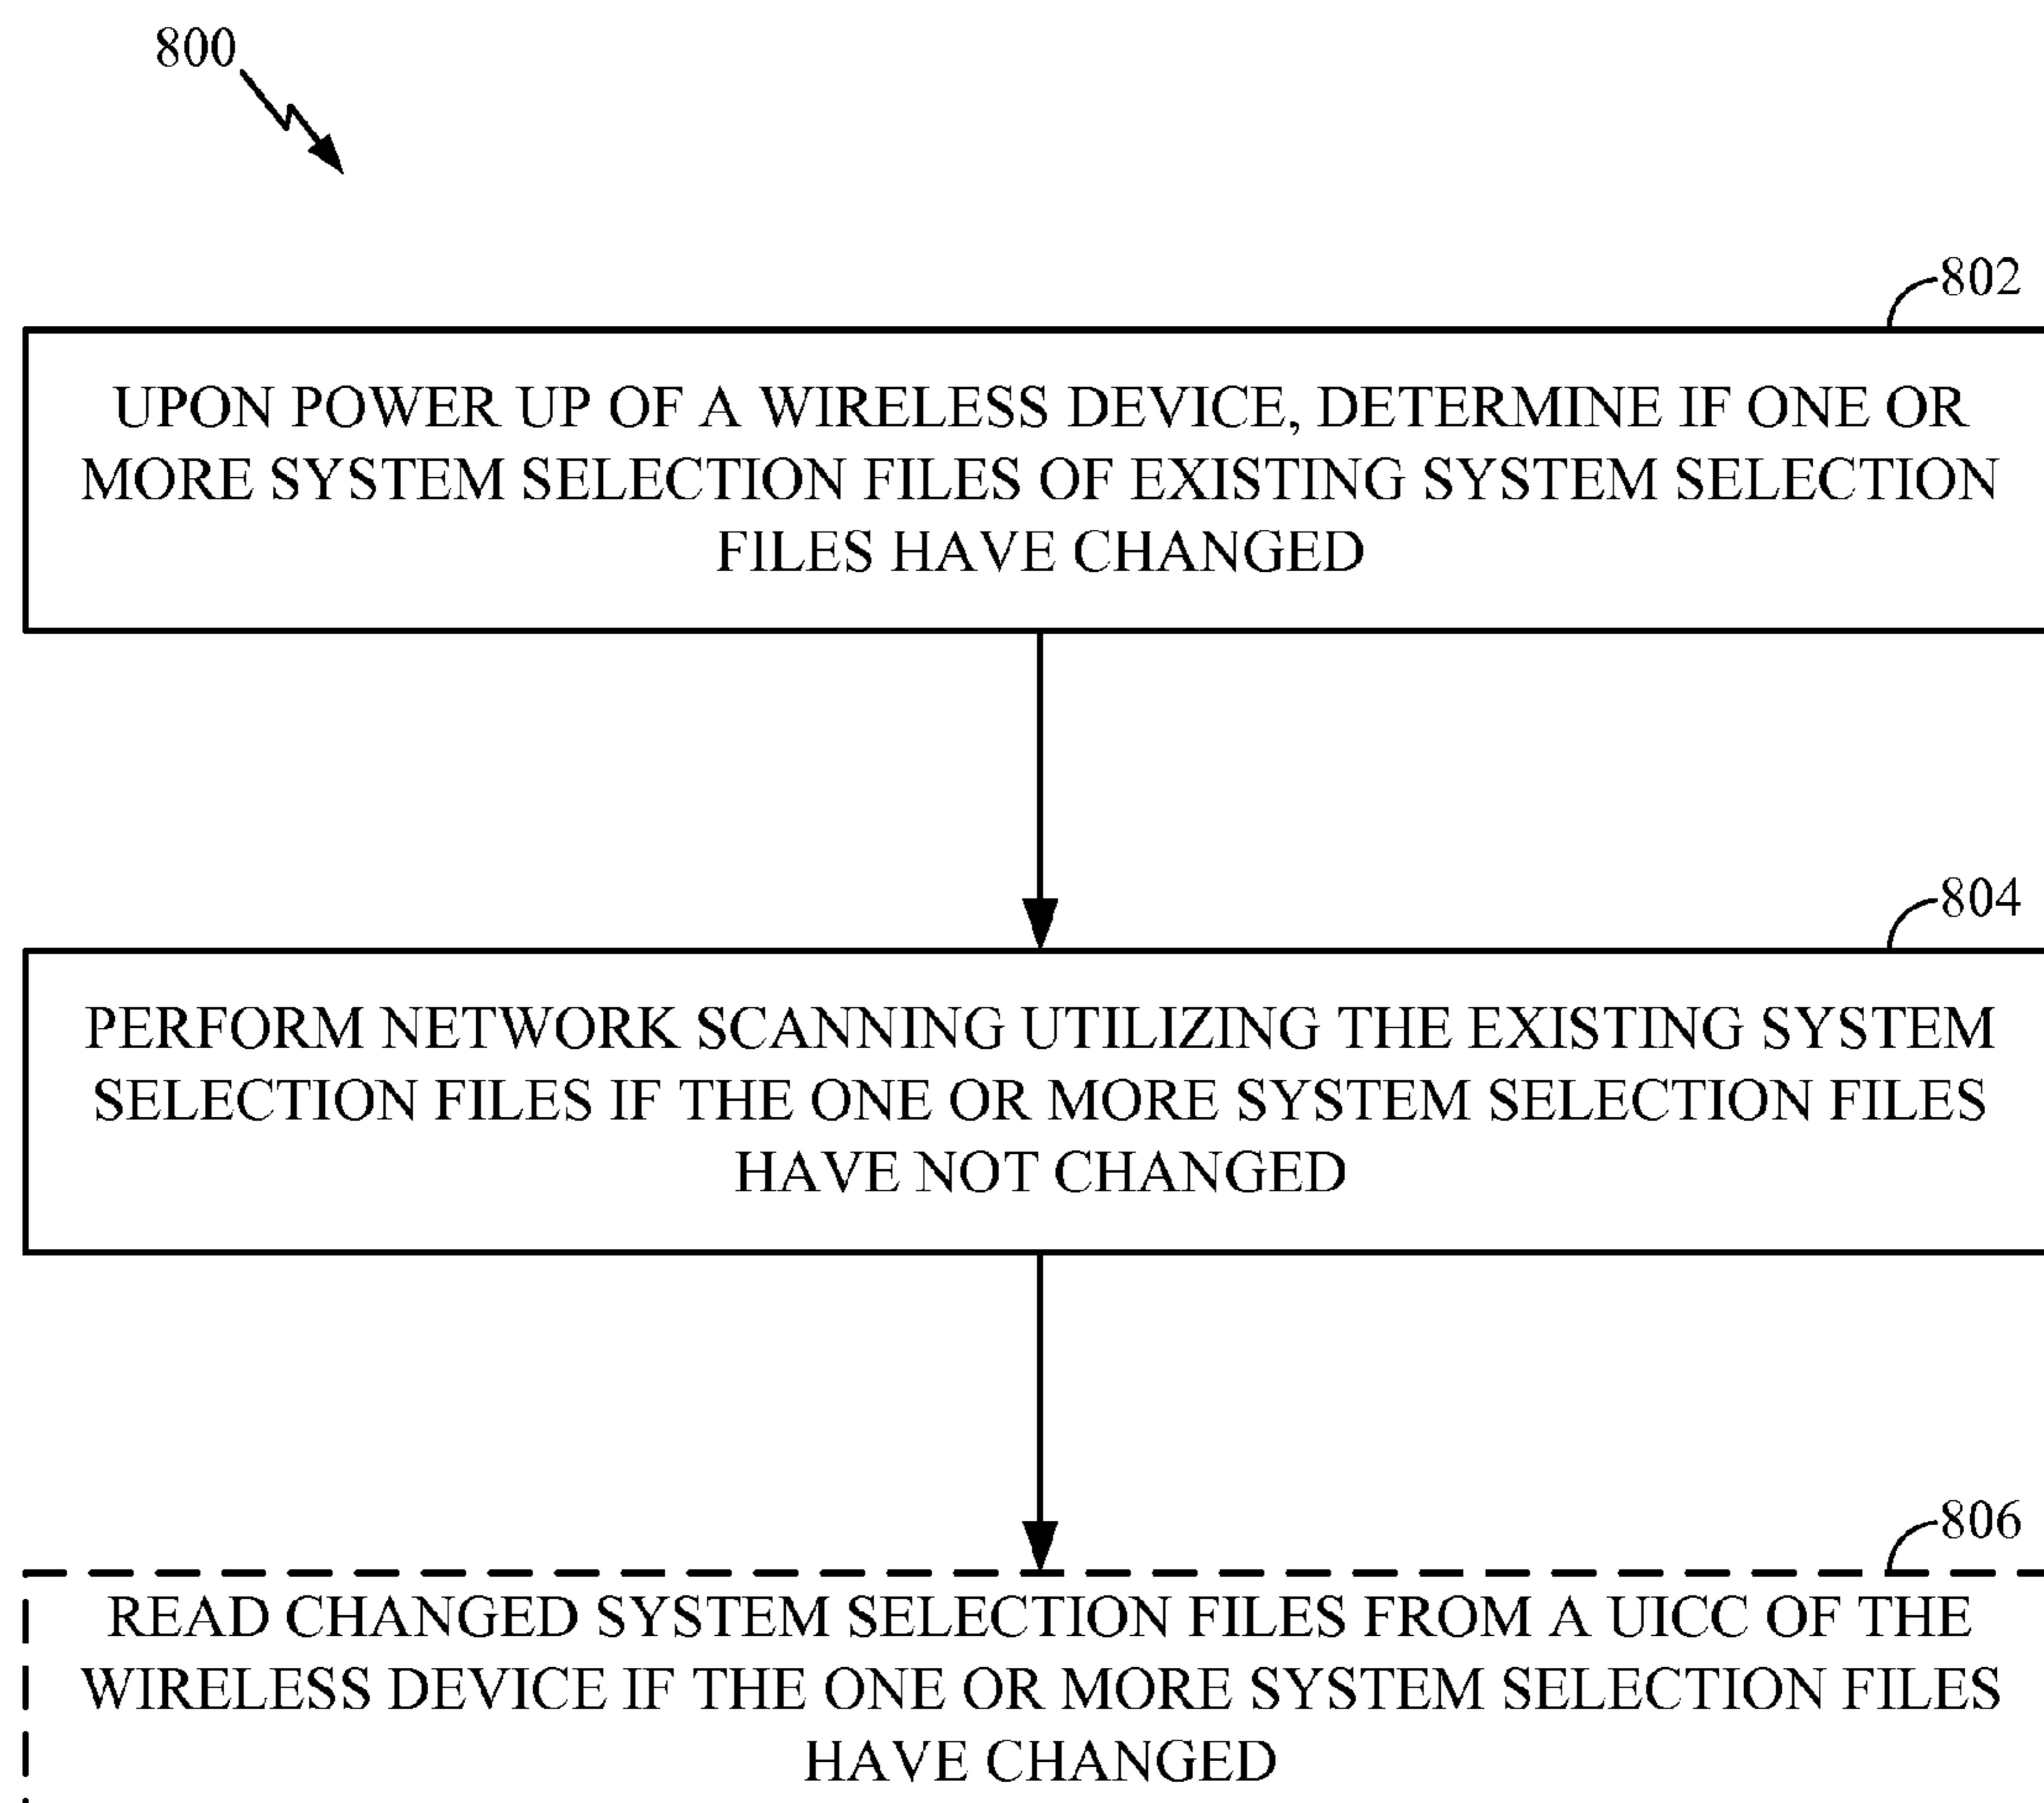 800
802
UPON POWER UP OF A WIRELESS DEVICE, DETERMINE IF ONE OR
MORE SYSTEM SELECTION FILES OF EXISTING SYSTEM SELECTION
FILES HAVE CHANGED
804
PERFORM NETWORK SCANNING UTILIZING THE EXISTING SYSTEM
SELECTION FILES IF THE ONE OR MORE SYSTEM SELECTION FILES
HAVE NOT CHANGED
806
READ CHANGED SYSTEM SELECTION FILES FROM A UICC OF THE
WIRELESS DEVICE IF THE ONE OR MORE SYSTEM SELECTION FILES
HAVE CHANGED